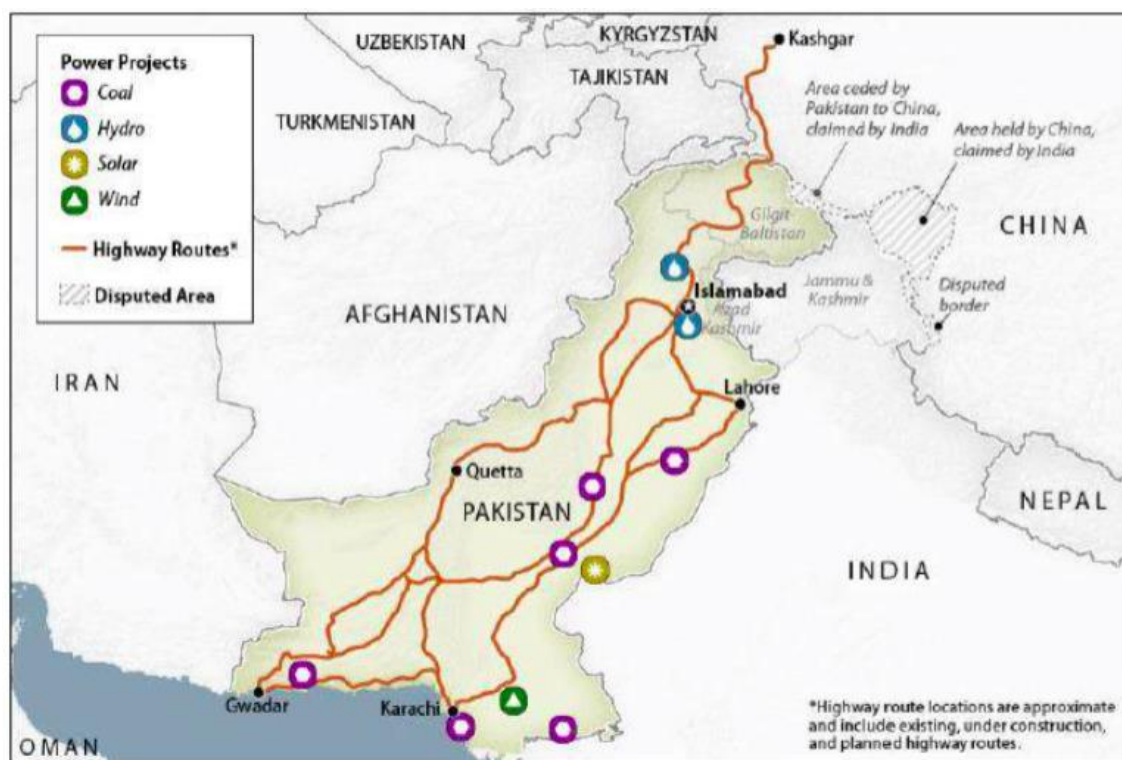 UZBEKISTAN
KYRGYZSTAN
Kashgar
TAJIKISTAN
TURKMENISTAN
Power Projects
Coal
Hydro
Solar
Wind
Highway Routes*
Disputed Area
Area ceded by
Pakistan to China,
claimed by India
Area held by China,
claimed by India
CHINA
Gilgit-
Baltistan
Islamabad
Azad
Kashmir
Jammu &
Kashmir
Disputed
border
AFGHANISTAN
IRAN
Lahore
Quetta
PAKISTAN
NEPAL
INDIA
Gwadar
Karachi
OMAN
*Highway route locations are approximate
and include existing, under construction,
and planned highway routes.